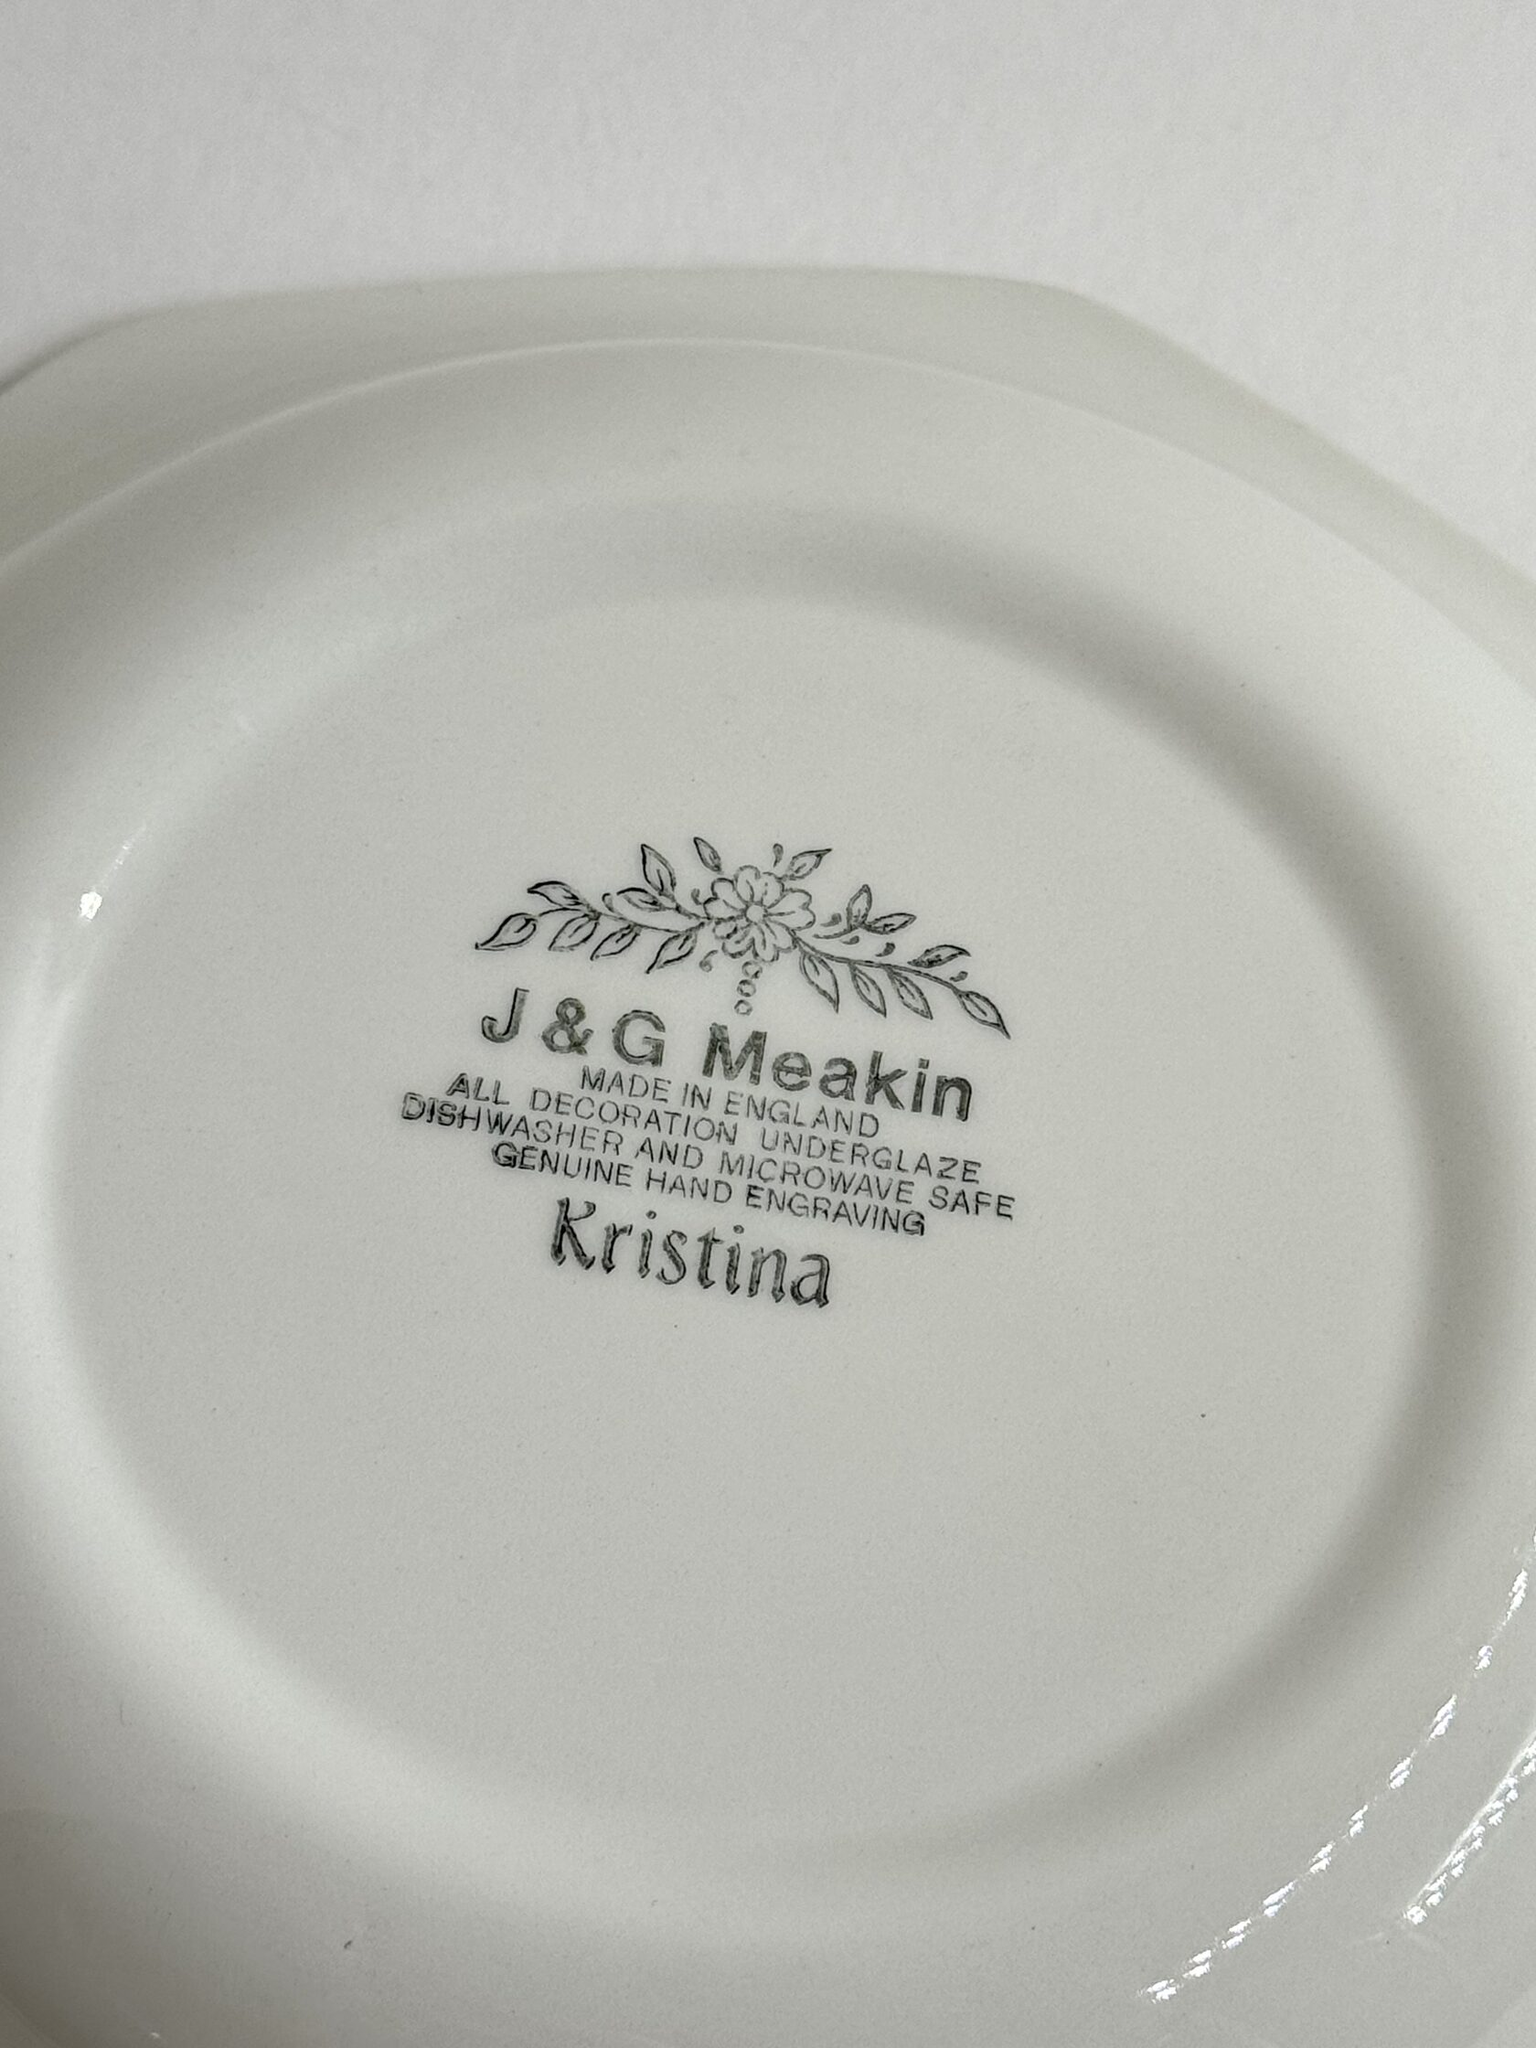 J & G Meakin
MADE IN ENGLAND
ALL DECORATION UNDERGLAZE
DISHWASHER AND MICROWAVE SAFE
GENUINE HAND ENGRAVING
Kristina